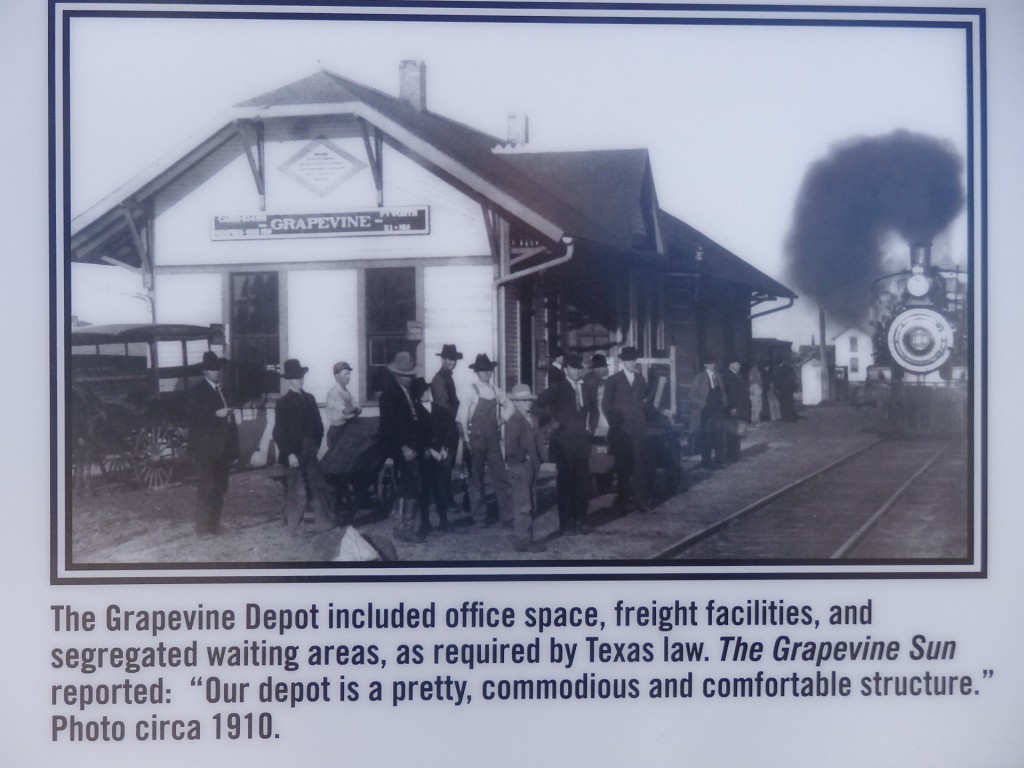 GRAPEVINE
The Grapevine Depot included office space, freight facilities, and
segregated waiting areas, as required by Texas law. The Grapevine Sun
reported: “Our depot is a pretty, commodious and comfortable structure.”
Photo circa 1910.